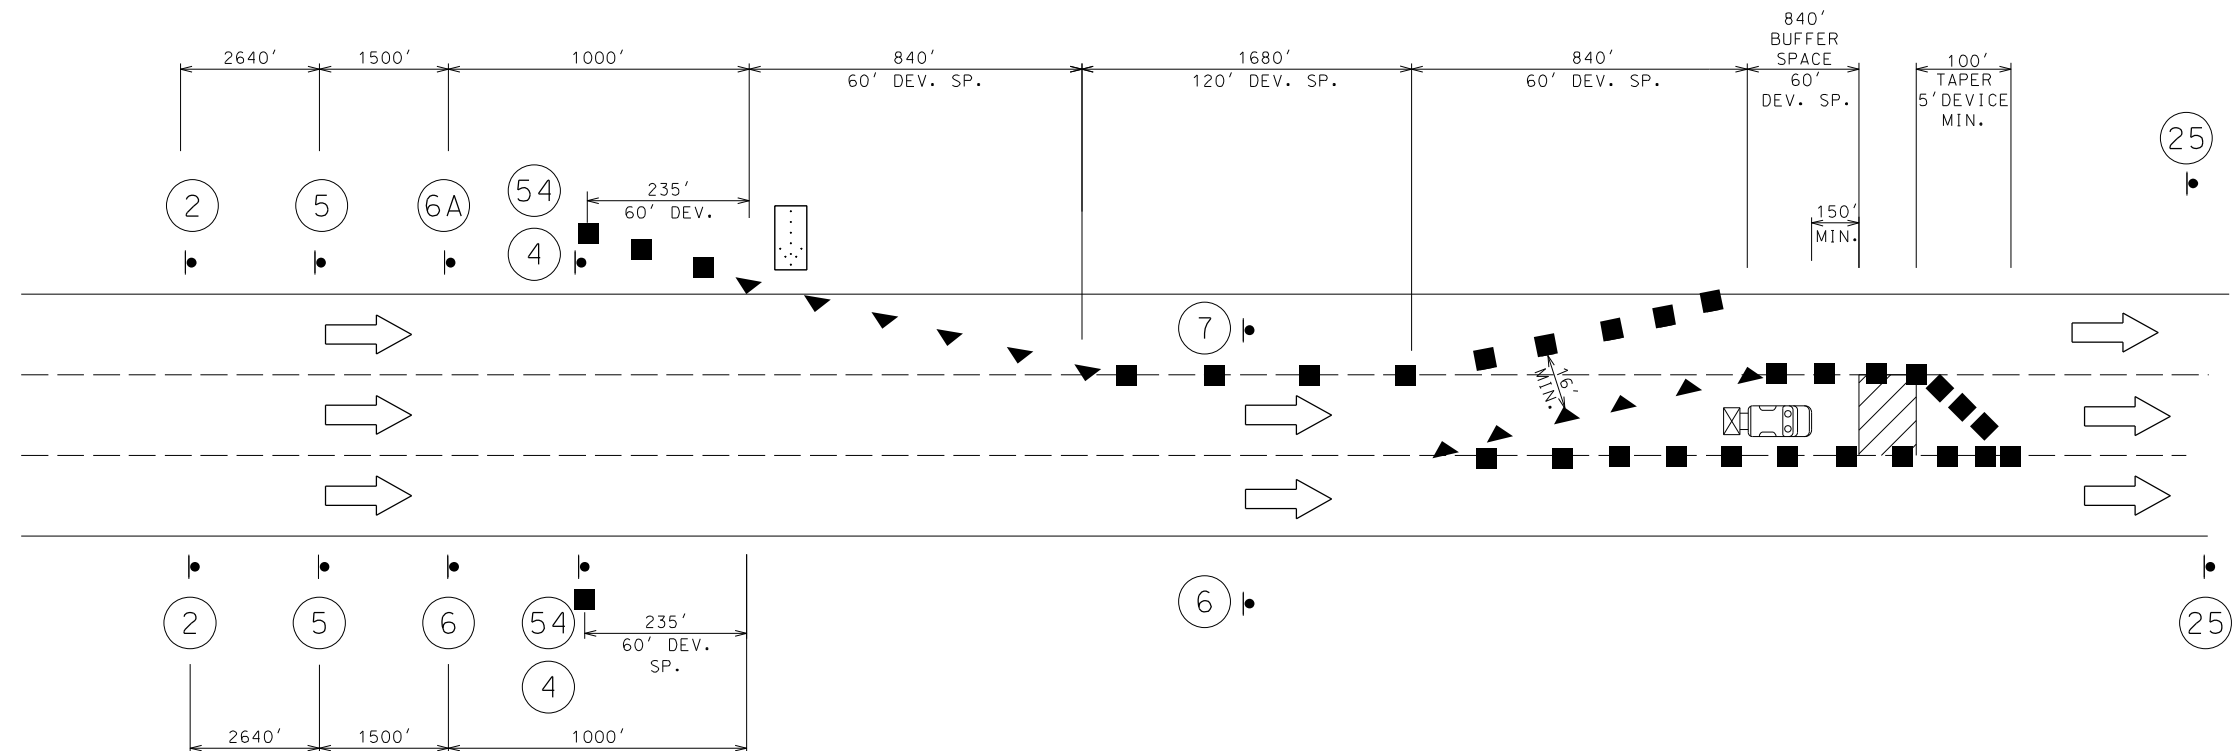 840'
BUFFER
SPACE
60'
DEV. SP.
2640'
1500'
1000'
840'
60' DEV. SP.
1680'
120' DEV. SP.
840'
60' DEV. SP.
100'
TAPER
5'DEVICE
MIN.
25
2
5
6A
54
4
235'
60' DEV.
150'
MIN.
7
16'
MIN.
6
2
5
6
54
4
235'
60' DEV.
SP.
25
2640'
1500'
1000'